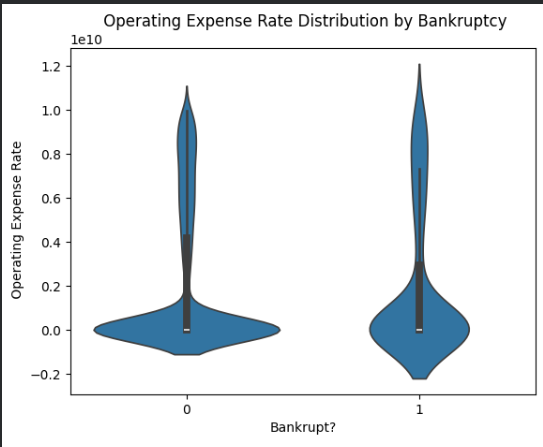 Operating Expense Rate Distribution by Bankruptcy
1e10
1.2
1.0
0.8
0.6
0.4
0.2
0.0
−0.2
Operating Expense Rate
0 1
Bankrupt?